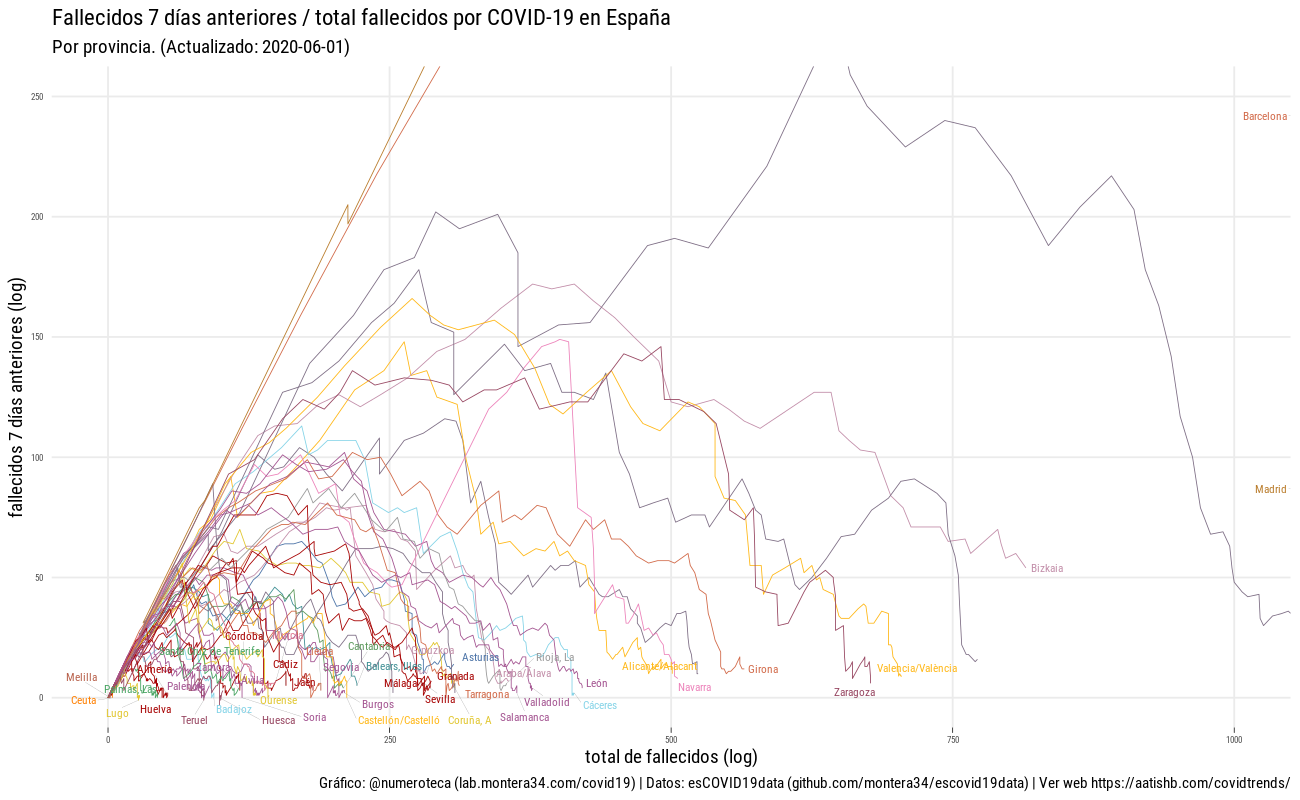 Fallecidos 7 días anteriores / total fallecidos por COVID-19 en España
Por provincia. (Actualizado: 2020-06-01)
fallecidos 7 días anteriores (log)
250
200
150
100
50
0
Barcelona
Madrid
Bizkaia
Córdoba
Murcia
Santa Cruz de Tenerife
Lleida
Cantabria
Gipuzkoa
Asturias
Rioja, La
Almería
Zamora
Cádiz
Segovia
Balears, Illes
Granada
Araba/Álava
Alicante/Alacant
Girona
Valencia/València
Melilla
Palmas, Las
Palencia
Ávila
Jaén
Málaga
León
Navarra
Zaragoza
Ceuta
Lugo
Huelva
Badajoz
Ourense
Burgos
Sevilla
Tarragona
Valladolid
Cáceres
Teruel
Huesca
Soria
Castellón/Castelló
Coruña, A
Salamanca
0
250
500
750
1000
total de fallecidos (log)
Gráfico: @numeroteca (lab.montera34.com/covid19) | Datos: esCOVID19data (github.com/montera34/escovid19data) | Ver web https://aatishb.com/covidtrends/